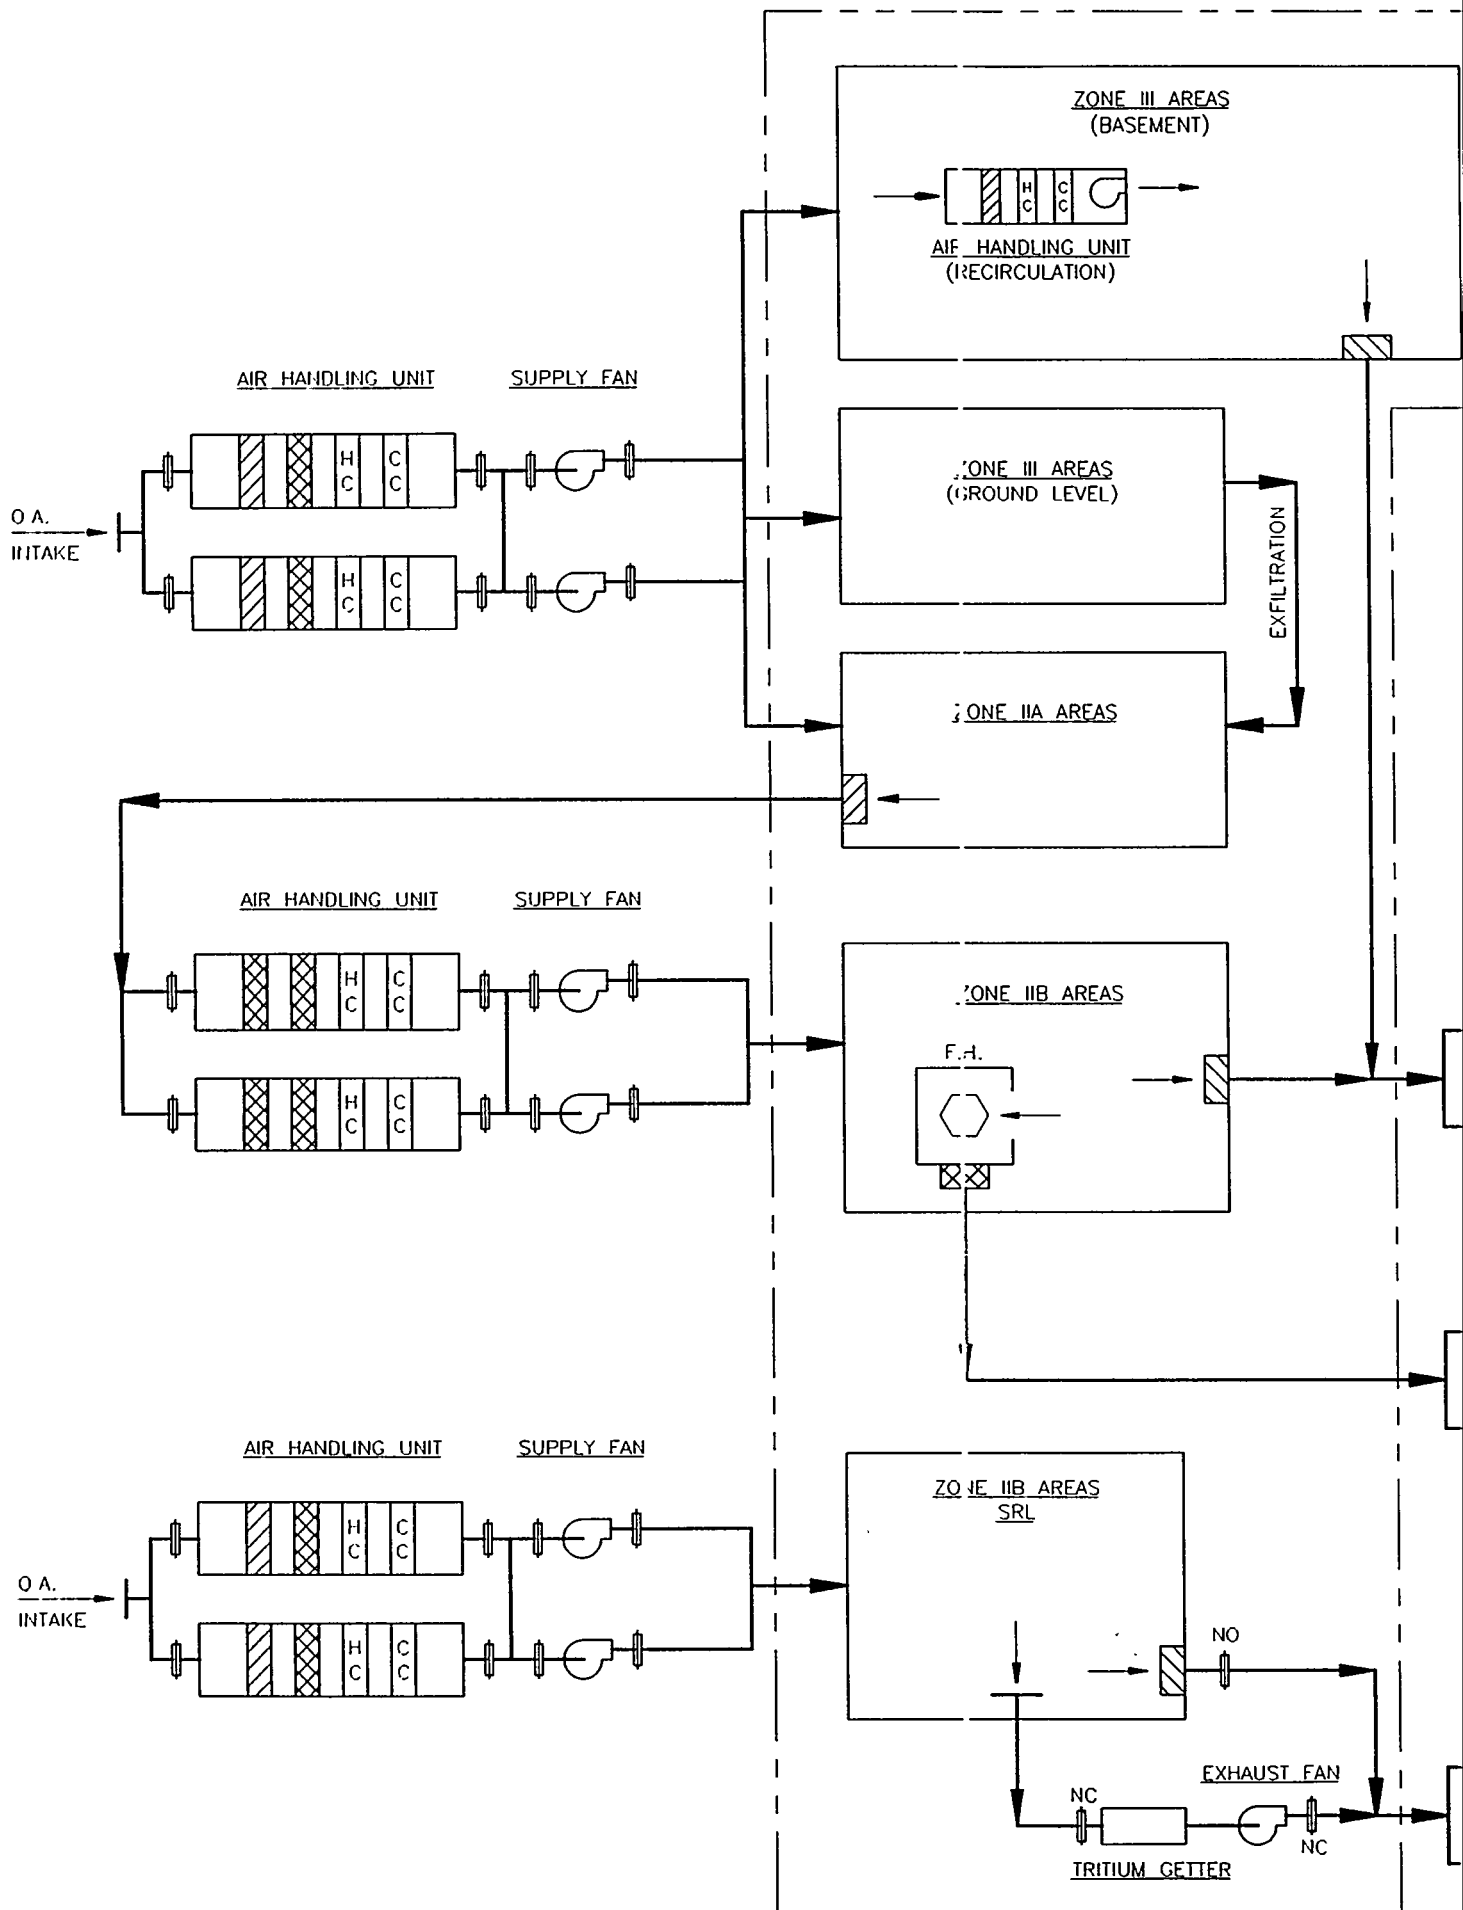 ZONE III AREAS
(BASEMENT)
H
C
C
C
AIR HANDLING UNIT
(RECIRCULATION)
AIR HANDLING UNIT
SUPPLY FAN
H
C
C
C
ZONE III AREAS
(GROUND LEVEL)
O A.
INTAKE
EXFILTRATION
H
C
C
C
ZONE IIA AREAS
AIR HANDLING UNIT
SUPPLY FAN
H
C
C
C
ZONE IIB AREAS
F.H.
H
C
C
C
AIR HANDLING UNIT
SUPPLY FAN
ZONE IIB AREAS
SRL
H
C
C
C
O A.
INTAKE
H
C
C
C
NO
EXHAUST FAN
NC
NC
TRITIUM GETTER